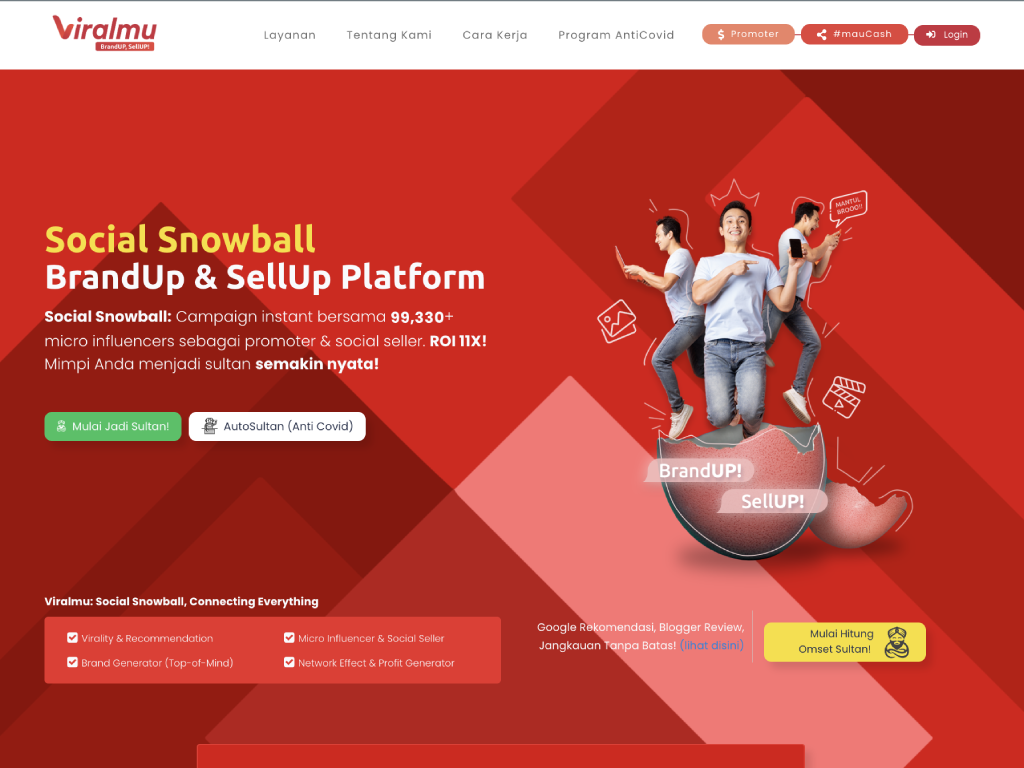 Viralmu
BrandUP, SellUP!
Layanan
Tentang Kami
Cara Kerja
Program AntiCovid
Promoter
#mauCash
Login
Social Snowball
BrandUp & SellUp Platform
Social Snowball: Campaign instant bersama 99,330+
micro influencers sebagai promoter & social seller. ROI 11X!
Mimpi Anda menjadi sultan semakin nyata!
Mulai Jadi Sultan!
AutoSultan (Anti Covid)
MANTUL
BROOO!!
BrandUP!
SellUP!
Viralmu: Social Snowball, Connecting Everything
Virality & Recommendation
Micro Influencer & Social Seller
Brand Generator (Top-of-Mind)
Network Effect & Profit Generator
Google Rekomendasi, Blogger Review,
Jangkauan Tanpa Batas! (lihat disini)
Mulai Hitung
Omset Sultan!